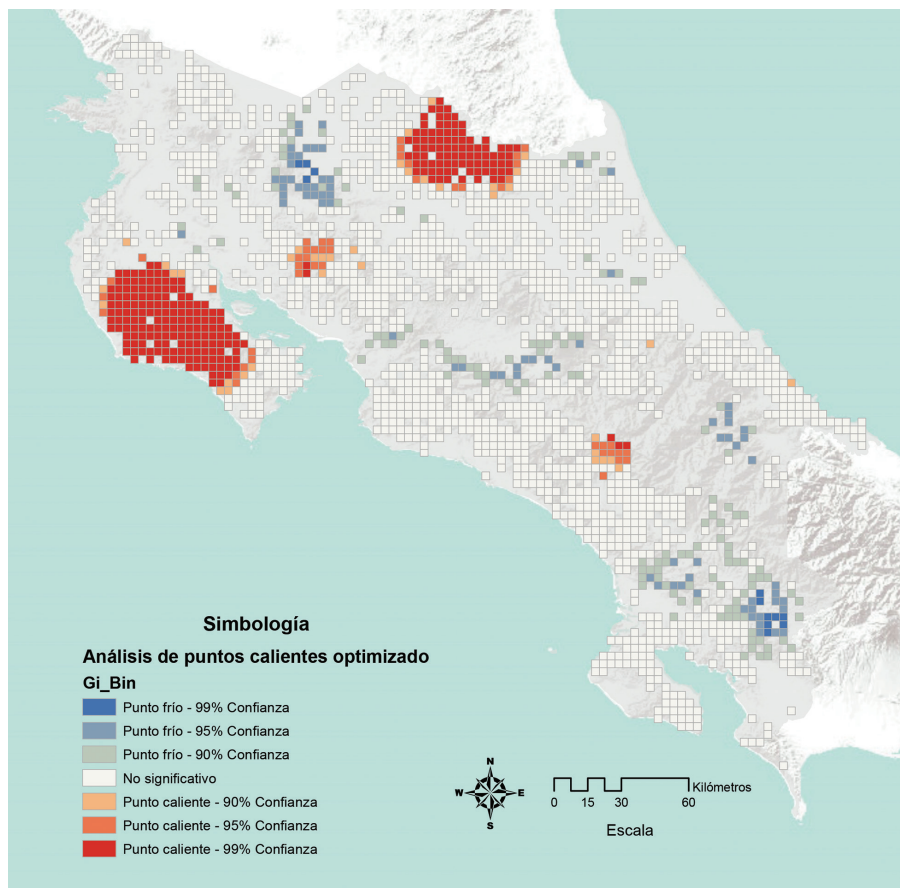 Simbología
Análisis de puntos calientes optimizado
Gi_Bin
Punto frío - 99% Confianza
Punto frío - 95% Confianza
Punto frío - 90% Confianza
No significativo
Punto caliente - 90% Confianza
Punto caliente - 95% Confianza
Punto caliente - 99% Confianza
N
W E
S
Kilómetros
0 15 30 60
Escala